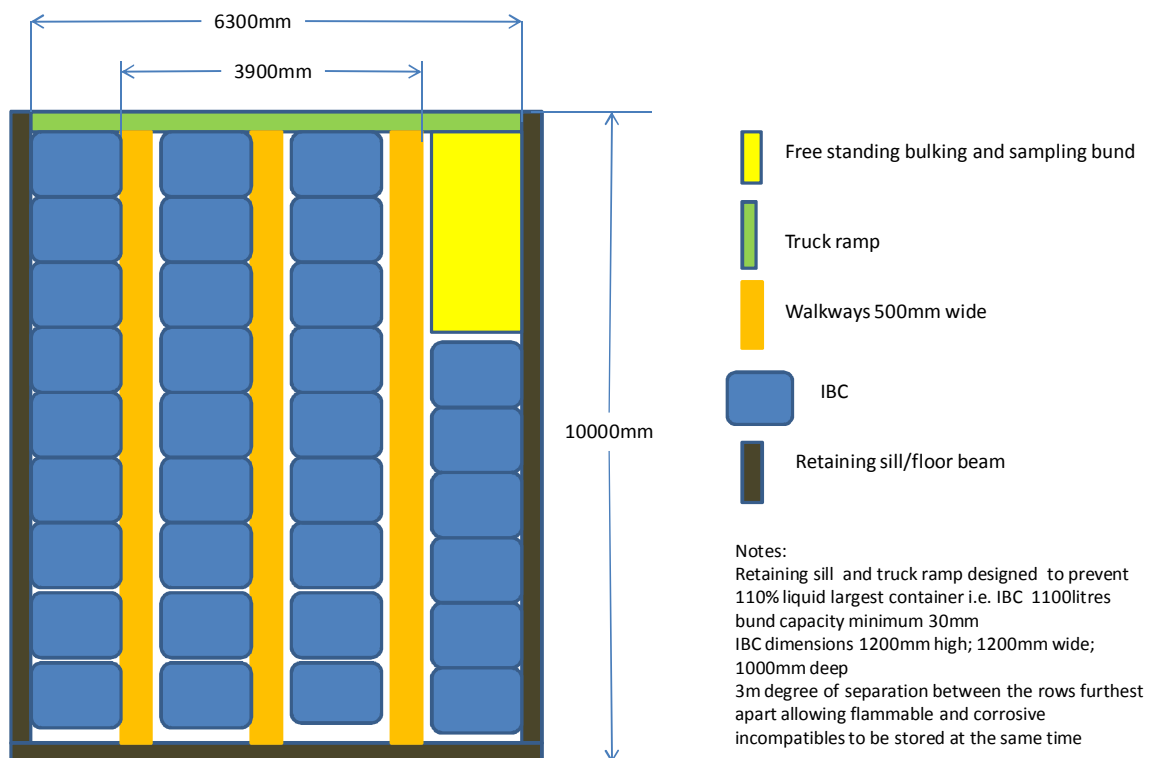 6300mm
3900mm
10000mm
Free standing bulking and sampling bund
Truck ramp
Walkways 500mm wide
IBC
Retaining sill/floor beam
Notes:
Retaining sill and truck ramp designed to prevent
110% liquid largest container i.e. IBC 1100litres
bund capacity minimum 30mm
IBC dimensions 1200mm high; 1200mm wide;
1000mm deep
3m degree of separation between the rows furthest
apart allowing flammable and corrosive
incompatibles to be stored at the same time